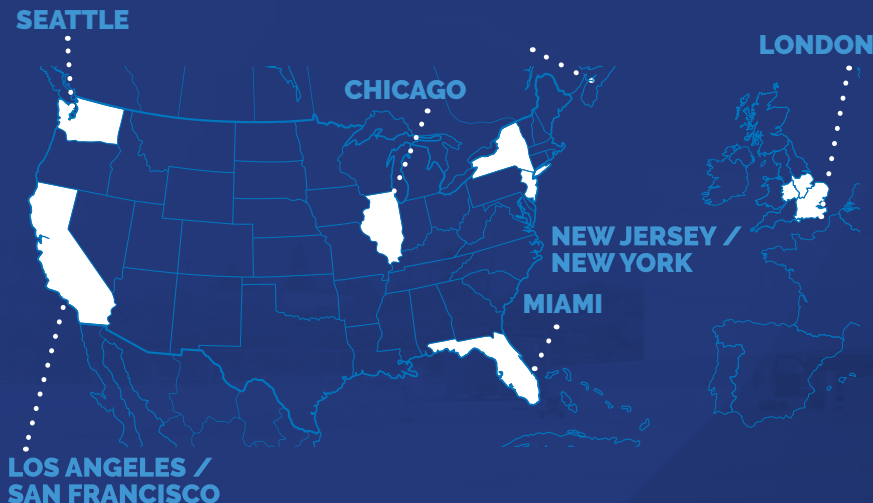 SEATTLE
LONDON
CHICAGO
NEW JERSEY /
NEW YORK
MIAMI
LOS ANGELES /
SAN FRANCISCO